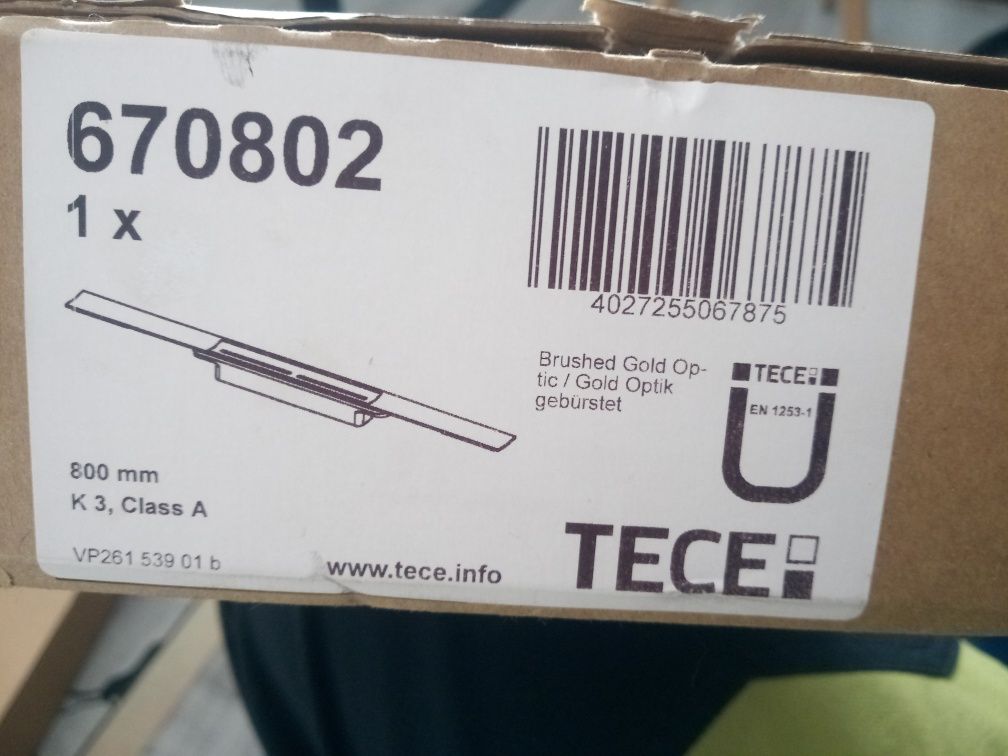 670802
1 x
4027255067875
Brushed Gold Op-
tic / Gold Optik
gebürstet
TECE
EN 1253-1
800 mm
K 3, Class A
VP261 539 01 b
www.tece.info
TECE